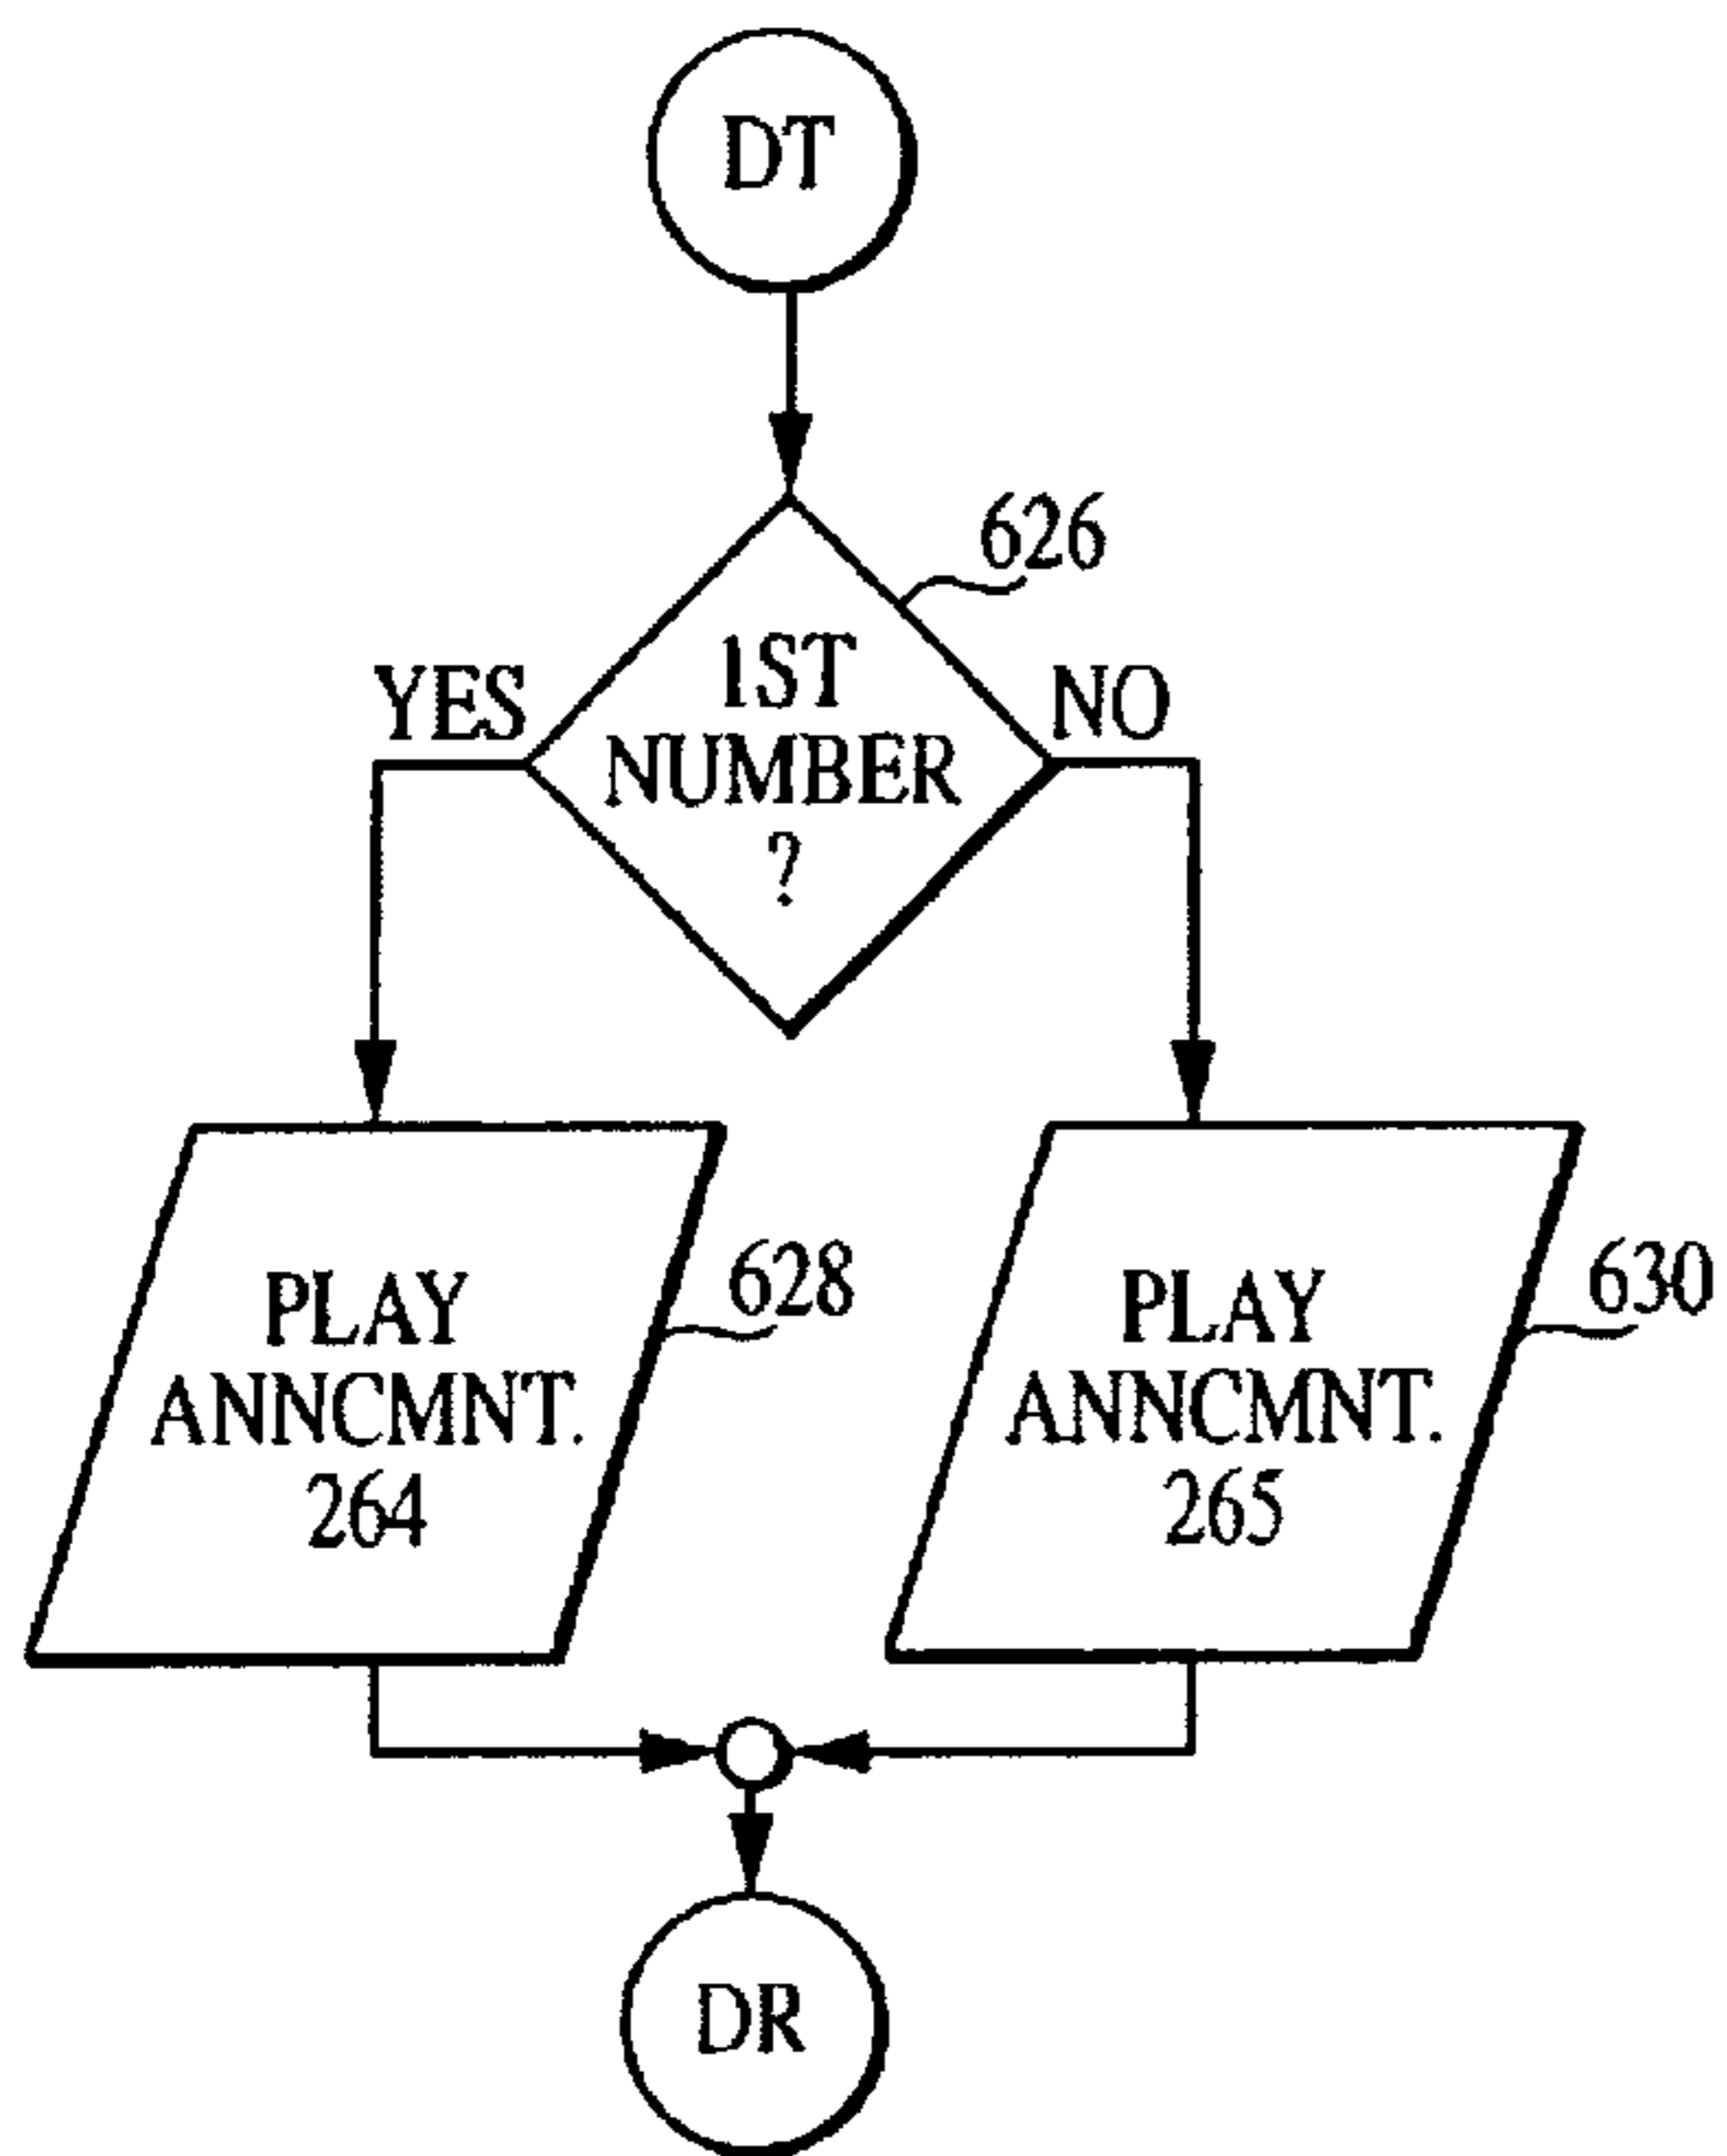 DT
626
1ST
NUMBER
?
YES
NO
PLAY
ANNCMNT.
264
628
PLAY
ANNCMNT.
265
630
DR